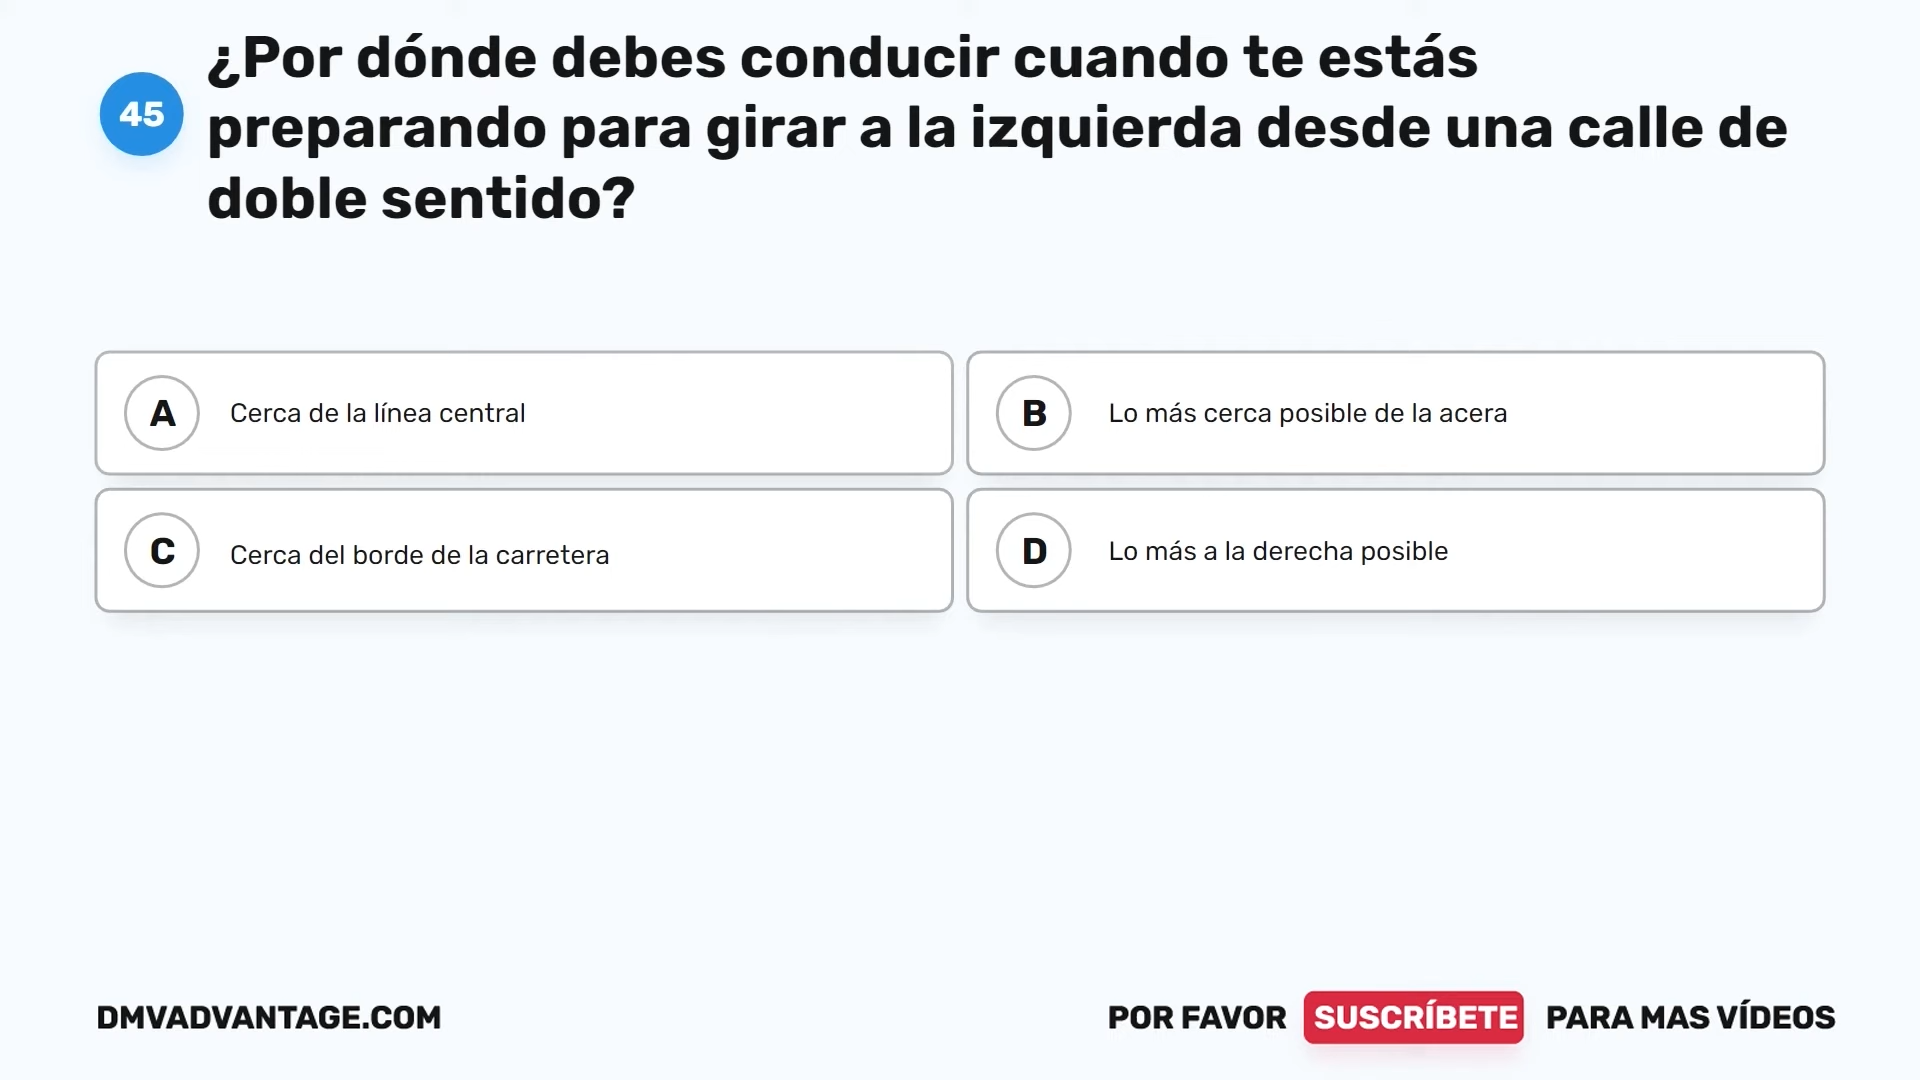 45
¿Por dónde debes conducir cuando te estás
preparando para girar a la izquierda desde una calle de
doble sentido?
A Cerca de la línea central
B Lo más cerca posible de la acera
C Cerca del borde de la carretera
D Lo más a la derecha posible
DMVADVANTAGE.COM
POR FAVOR SUSCRÍBETE PARA MAS VÍDEOS